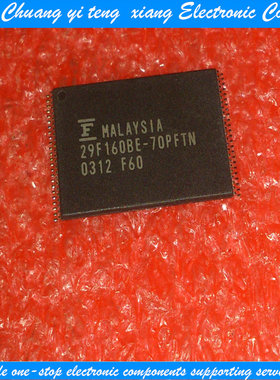 Chuang yi teng xiang Electronic Co
MALAYSIA
29F160BE-70PFTN
0312 F60
le one-stop electronic components supporting serv